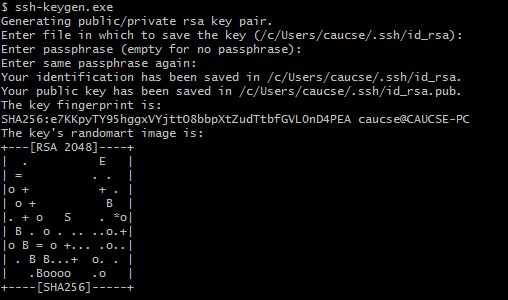 $ ssh-keygen.exe
Generating public/private rsa key pair.
Enter file in which to save the key (/c/Users/caucse/.ssh/id_rsa):
Enter passphrase (empty for no passphrase):
Enter same passphrase again:
Your identification has been saved in /c/Users/caucse/.ssh/id_rsa.
Your public key has been saved in /c/Users/caucse/.ssh/id_rsa.pub.
The key fingerprint is:
SHA256:e7KKpyTY95hggxVYjttO8bbpXtZudTtbfGVLOnD4PEA caucse@CAUCSE-PC
The key's randomart image is:
+---[RSA 2048]----+
|  .         E    |
| =         . .   |
|o +         + .  |
| o +         B   |
|. + o   S    . *o|
| B . o . .. ..o.+|
|o B = o +... .o..|
| . B B...+  o. . |
|   .Boooo   .o   |
+----[SHA256]-----+